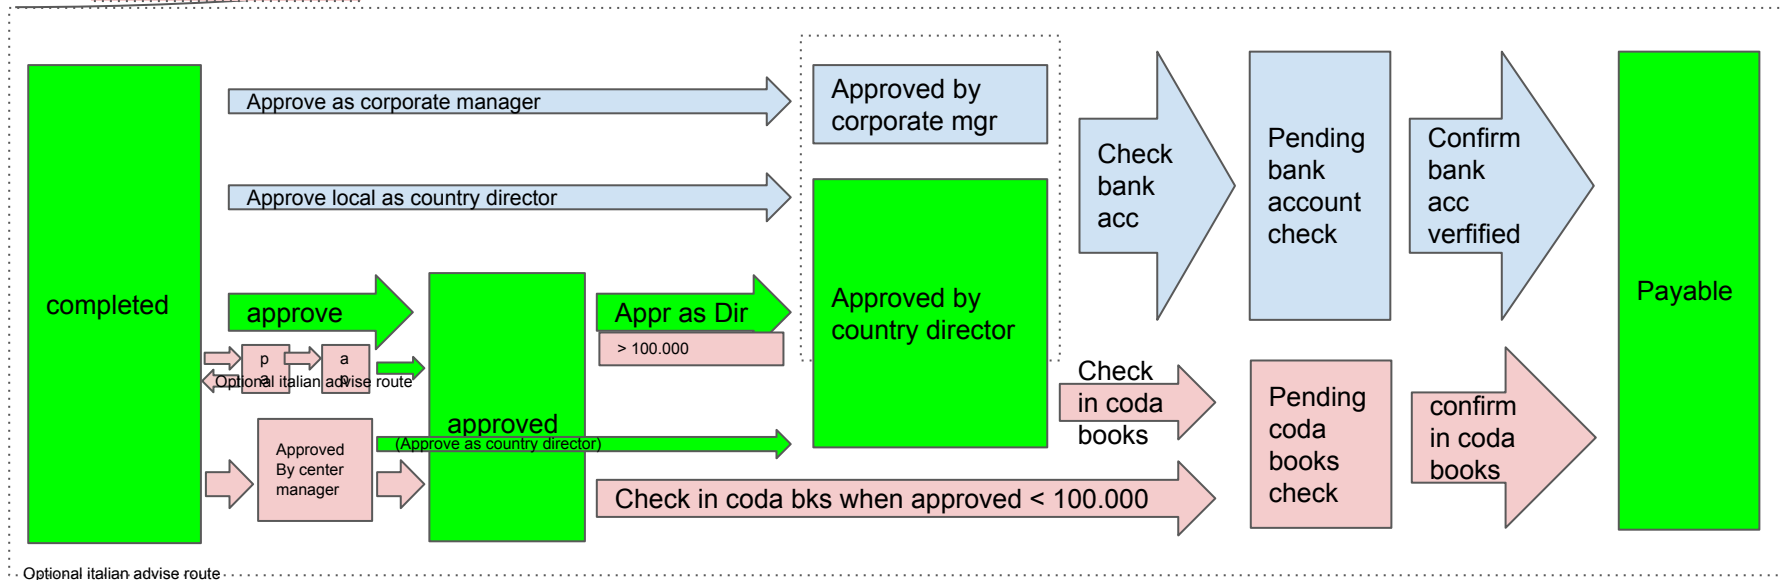 completed
Approve as corporate manager
Approve local as country director
approve
p
a
a
p
Optional italian advise route
Approved
By center
manager
approved
(Approve as country director)
Appr as Dir
> 100.000
Approved by
corporate mgr
Approved by
country director
Check
bank
acc
Pending
bank
account
check
Confirm
bank
acc
verfified
Check
in coda
books
Check in coda bks when approved < 100.000
Pending
coda
books
check
confirm
in coda
books
Payable
Optional italian advise route